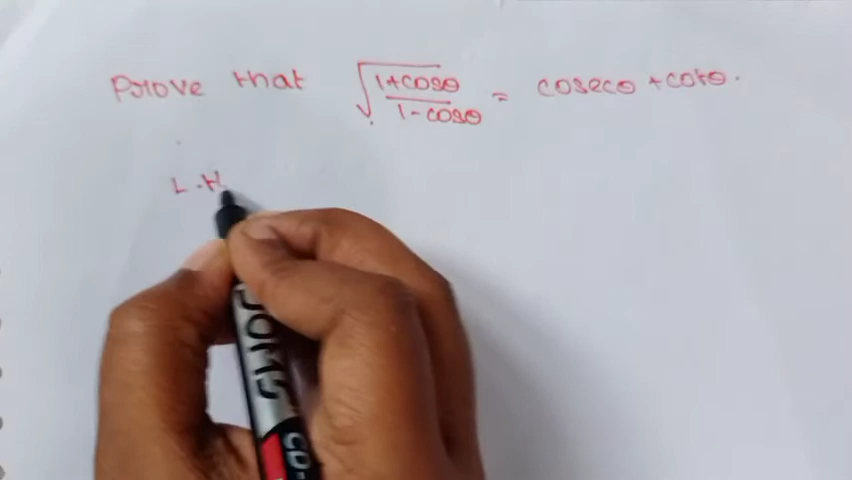 Prove that √(1+cosθ / 1-cosθ) = cosecθ + cotθ.
L.H